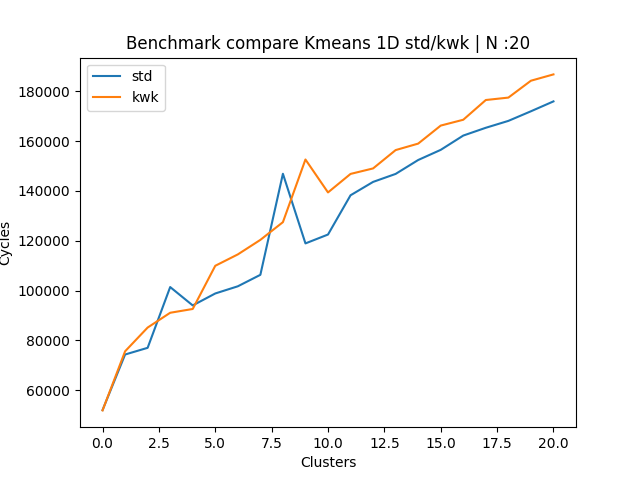 Benchmark compare Kmeans 1D std/kwk | N :20
std
kwk
180000
160000
140000
120000
100000
80000
60000
Cycles
0.0 2.5 5.0 7.5 10.0 12.5 15.0 17.5 20.0
Clusters